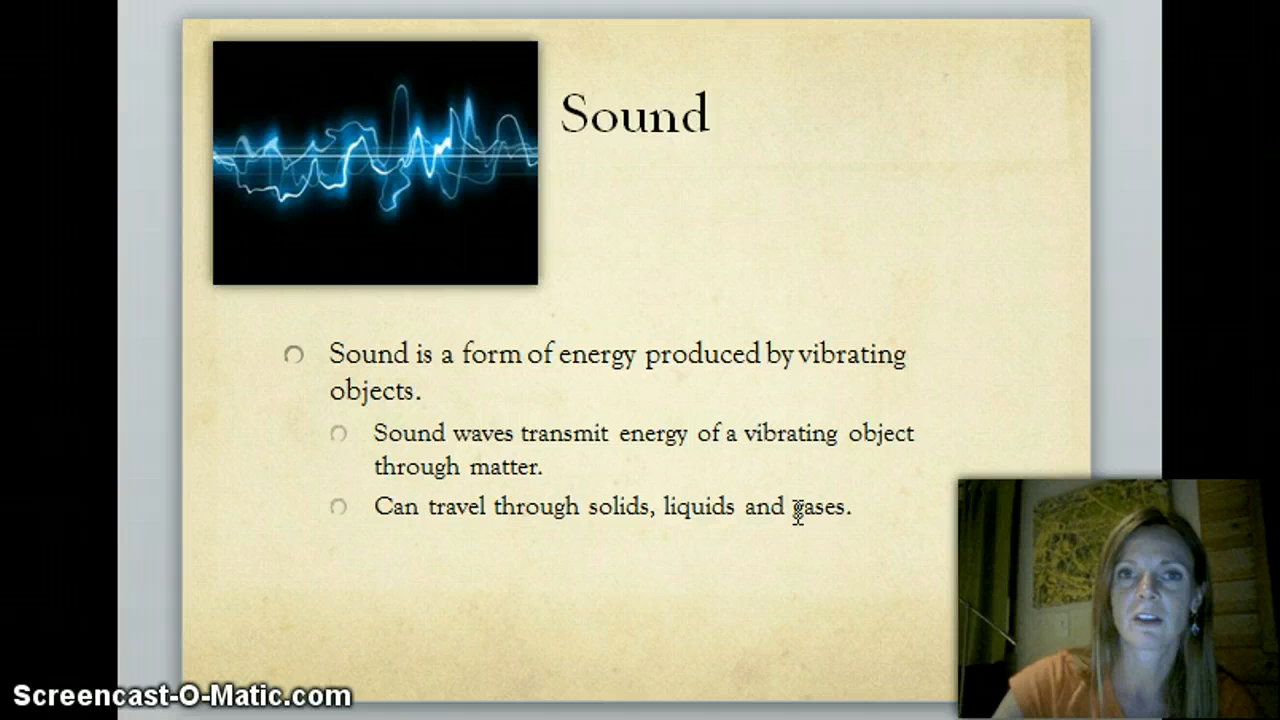 Sound
Sound is a form of energy produced by vibrating
objects.
Sound waves transmit energy of a vibrating object
through matter.
Can travel through solids, liquids and gases.
Screencast-O-Matic.com